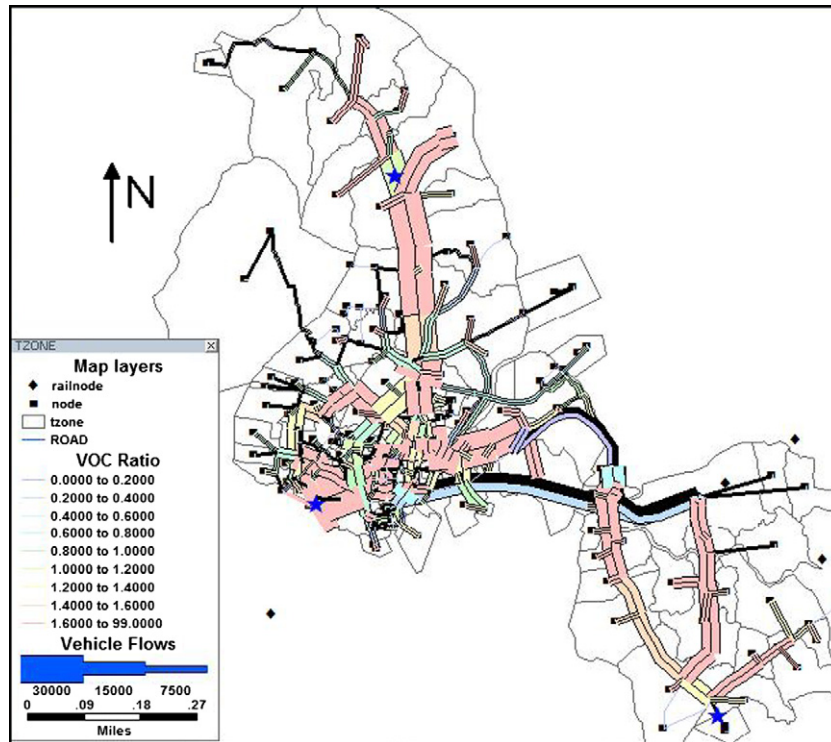 N
TZONE
Map layers
railnode
node
tzone
ROAD
VOC Ratio
0.0000 to 0.2000
0.2000 to 0.4000
0.4000 to 0.6000
0.6000 to 0.8000
0.8000 to 1.0000
1.0000 to 1.2000
1.2000 to 1.4000
1.4000 to 1.6000
1.6000 to 99.0000
Vehicle Flows
30000 15000 7500
0 .09 .18 .27
Miles